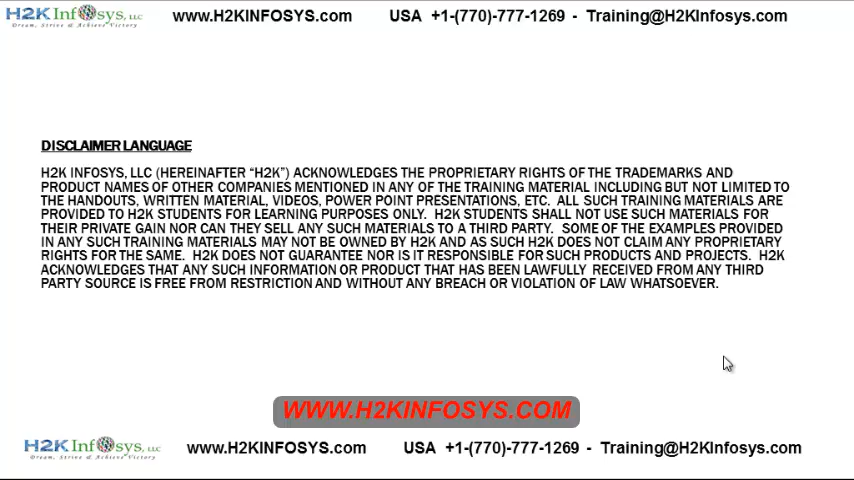 H2K Infosys, LLC www.H2KINFOSYS.com USA +1-(770)-777-1269 - Training@H2KInfosys.com
Dream, Strive & Achieve Victory
DISCLAIMER LANGUAGE
H2K INFOSYS, LLC (HEREINAFTER “H2K”) ACKNOWLEDGES THE PROPRIETARY RIGHTS OF THE TRADEMARKS AND
PRODUCT NAMES OF OTHER COMPANIES MENTIONED IN ANY OF THE TRAINING MATERIAL INCLUDING BUT NOT LIMITED TO
THE HANDOUTS, WRITTEN MATERIAL, VIDEOS, POWER POINT PRESENTATIONS, ETC. ALL SUCH TRAINING MATERIALS ARE
PROVIDED TO H2K STUDENTS FOR LEARNING PURPOSES ONLY. H2K STUDENTS SHALL NOT USE SUCH MATERIALS FOR
THEIR PRIVATE GAIN NOR CAN THEY SELL ANY SUCH MATERIALS TO A THIRD PARTY. SOME OF THE EXAMPLES PROVIDED
IN ANY SUCH TRAINING MATERIALS MAY NOT BE OWNED BY H2K AND AS SUCH H2K DOES NOT CLAIM ANY PROPRIETARY
RIGHTS FOR THE SAME. H2K DOES NOT GUARANTEE NOR IS IT RESPONSIBLE FOR SUCH PRODUCTS AND PROJECTS. H2K
ACKNOWLEDGES THAT ANY SUCH INFORMATION OR PRODUCT THAT HAS BEEN LAWFULLY RECEIVED FROM ANY THIRD
PARTY SOURCE IS FREE FROM RESTRICTION AND WITHOUT ANY BREACH OR VIOLATION OF LAW WHATSOEVER.
WWW.H2KINFOSYS.COM
H2K Infosys, LLC www.H2KINFOSYS.com USA +1-(770)-777-1269 - Training@H2KInfosys.com
Dream, Strive & Achieve Victory